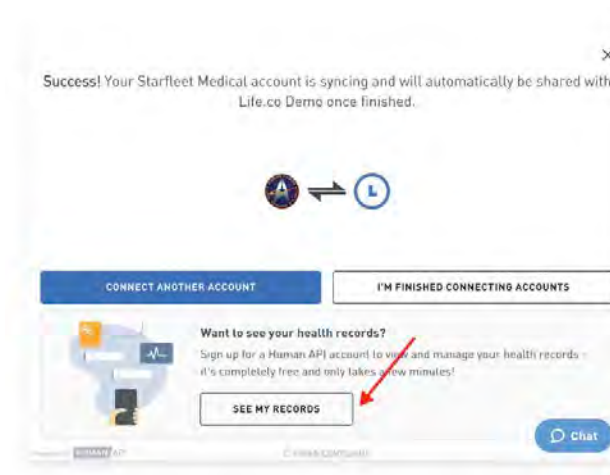 Success! Your Starfleet Medical account is syncing and will automatically be shared with
Life.co Demo once finished.
L
CONNECT ANOTHER ACCOUNT
I'M FINISHED CONNECTING ACCOUNTS
Want to see your health records?
Sign up for a Human API account to view and manage your health records -
it's completely free and only takes a few minutes!
SEE MY RECORDS
Chat
HUMAN API